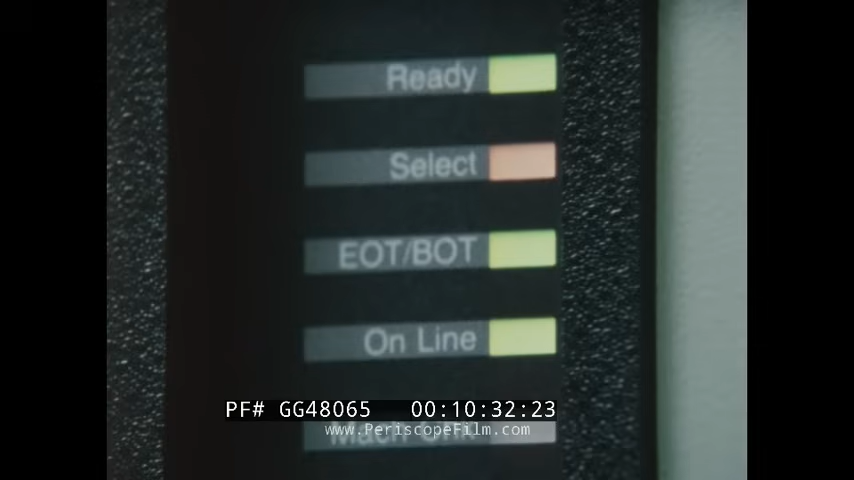 Ready
Select
EOT/BOT
On Line
PF# GG48065 00:10:32:23
www.PeriscopeFilm.com